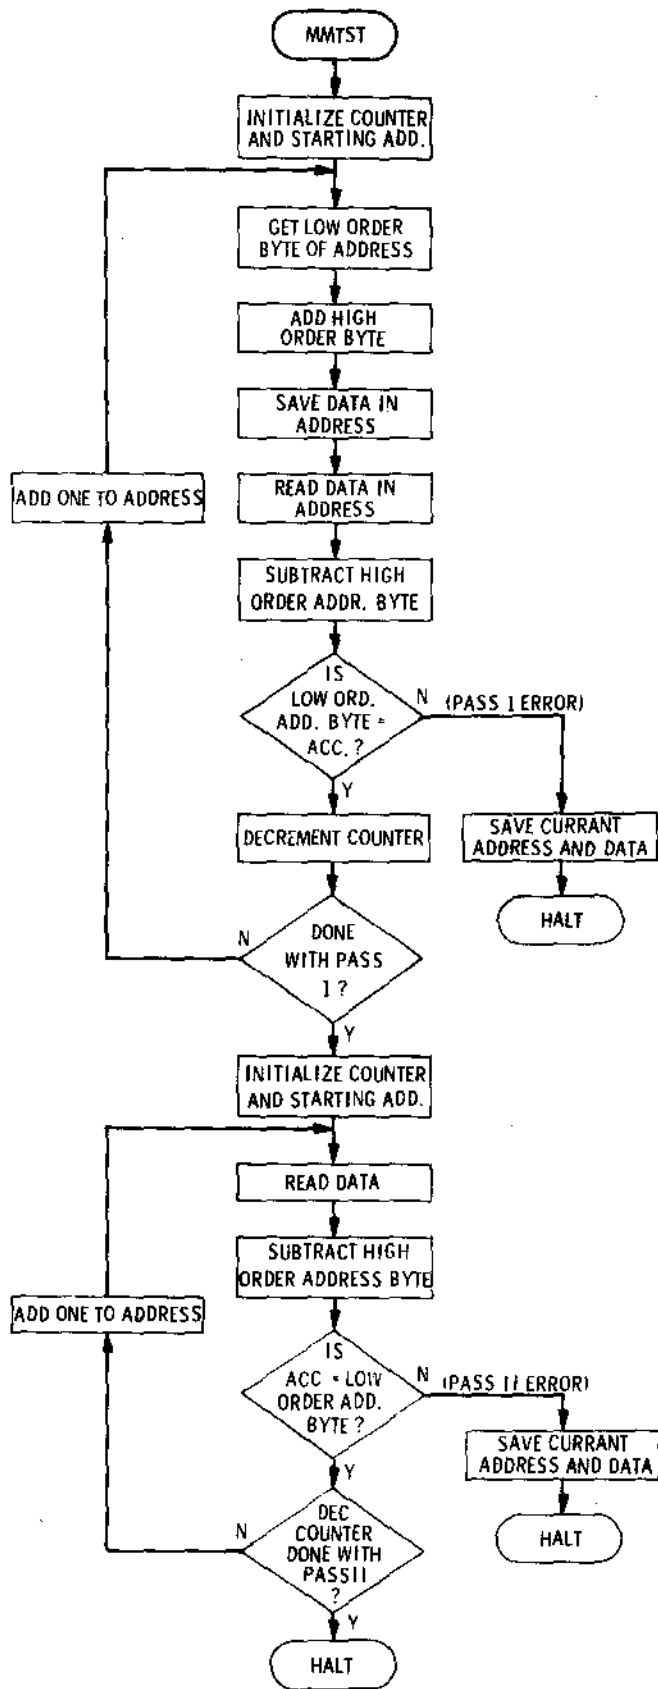 MMTST
INITIALIZE COUNTER
AND STARTING ADD.
GET LOW ORDER
BYTE OF ADDRESS
ADD HIGH
ORDER BYTE
SAVE DATA IN
ADDRESS
ADD ONE TO ADDRESS
READ DATA IN
ADDRESS
SUBTRACT HIGH
ORDER ADDR. BYTE
IS
LOW ORD.
ADD. BYTE =
ACC. ?
N (PASS I ERROR)
Y
DECREMENT COUNTER
SAVE CURRANT
ADDRESS AND DATA
HALT
N
DONE
WITH PASS
I ?
Y
INITIALIZE COUNTER
AND STARTING ADD.
READ DATA
SUBTRACT HIGH
ORDER ADDRESS BYTE
ADD ONE TO ADDRESS
IS
ACC = LOW
ORDER ADD.
BYTE ?
N (PASS II ERROR)
Y
SAVE CURRANT
ADDRESS AND DATA
HALT
N
DEC
COUNTER
DONE WITH
PASSII
?
Y
HALT